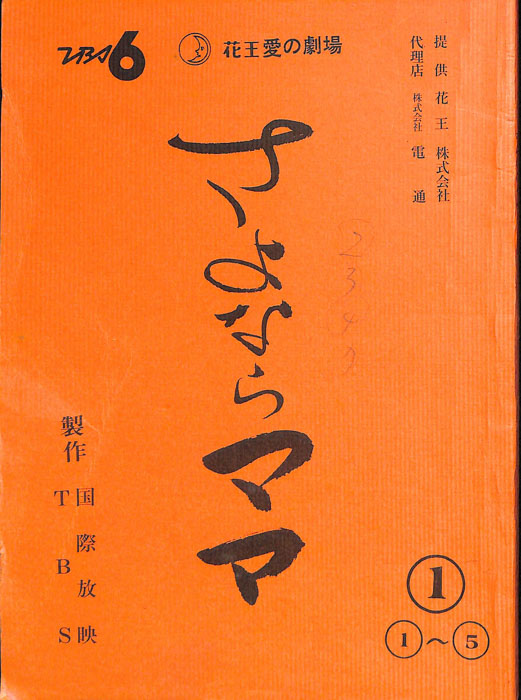 TBS6 花王愛の劇場
提供 花王 株式会社
代理店 株式会社 電通
さよならママ
製作 国際放映
TBS
1
1〜5